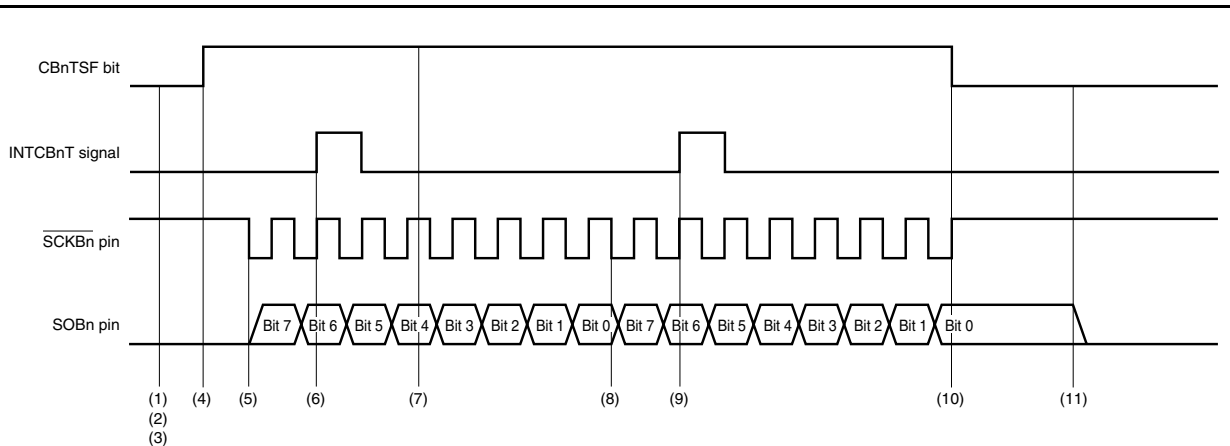 CBnTSF bit
INTCBnT signal
SCKBn pin
SOBn pin
Bit 7 Bit 6 Bit 5 Bit 4 Bit 3 Bit 2 Bit 1 Bit 0 Bit 7 Bit 6 Bit 5 Bit 4 Bit 3 Bit 2 Bit 1 Bit 0
(1) (4) (5) (6) (7) (8) (9) (10) (11)
(2)
(3)